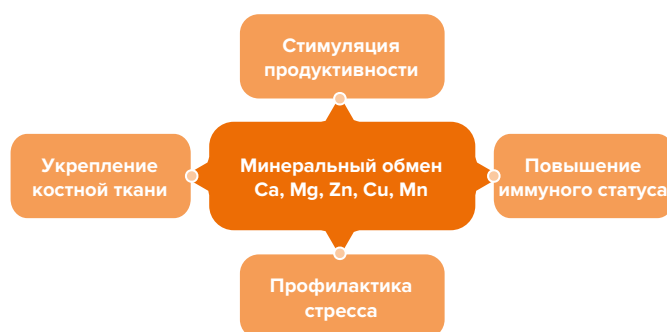 Стимуляция
продуктивности
Укрепление
костной ткани
Минеральный обмен
Ca, Mg, Zn, Cu, Mn
Повышение
иммуного статуса
Профилактика
стресса